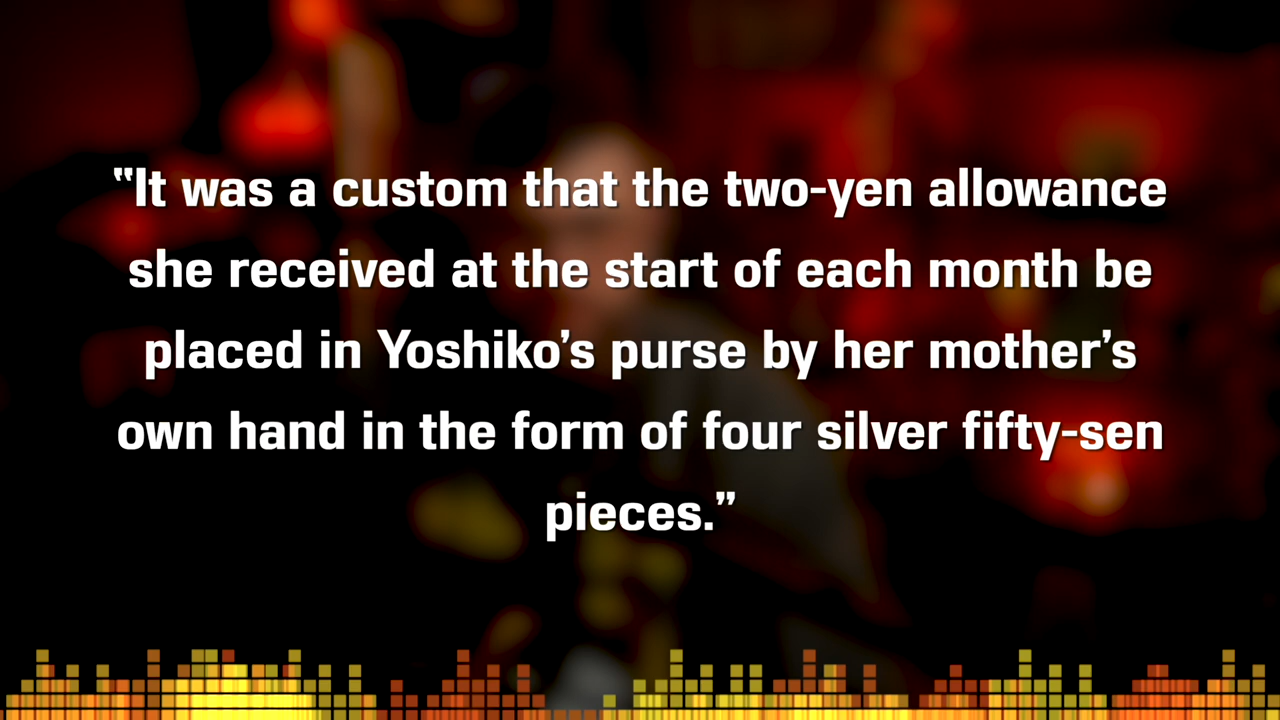 “It was a custom that the two-yen allowance
she received at the start of each month be
placed in Yoshiko’s purse by her mother’s
own hand in the form of four silver fifty-sen
pieces.”